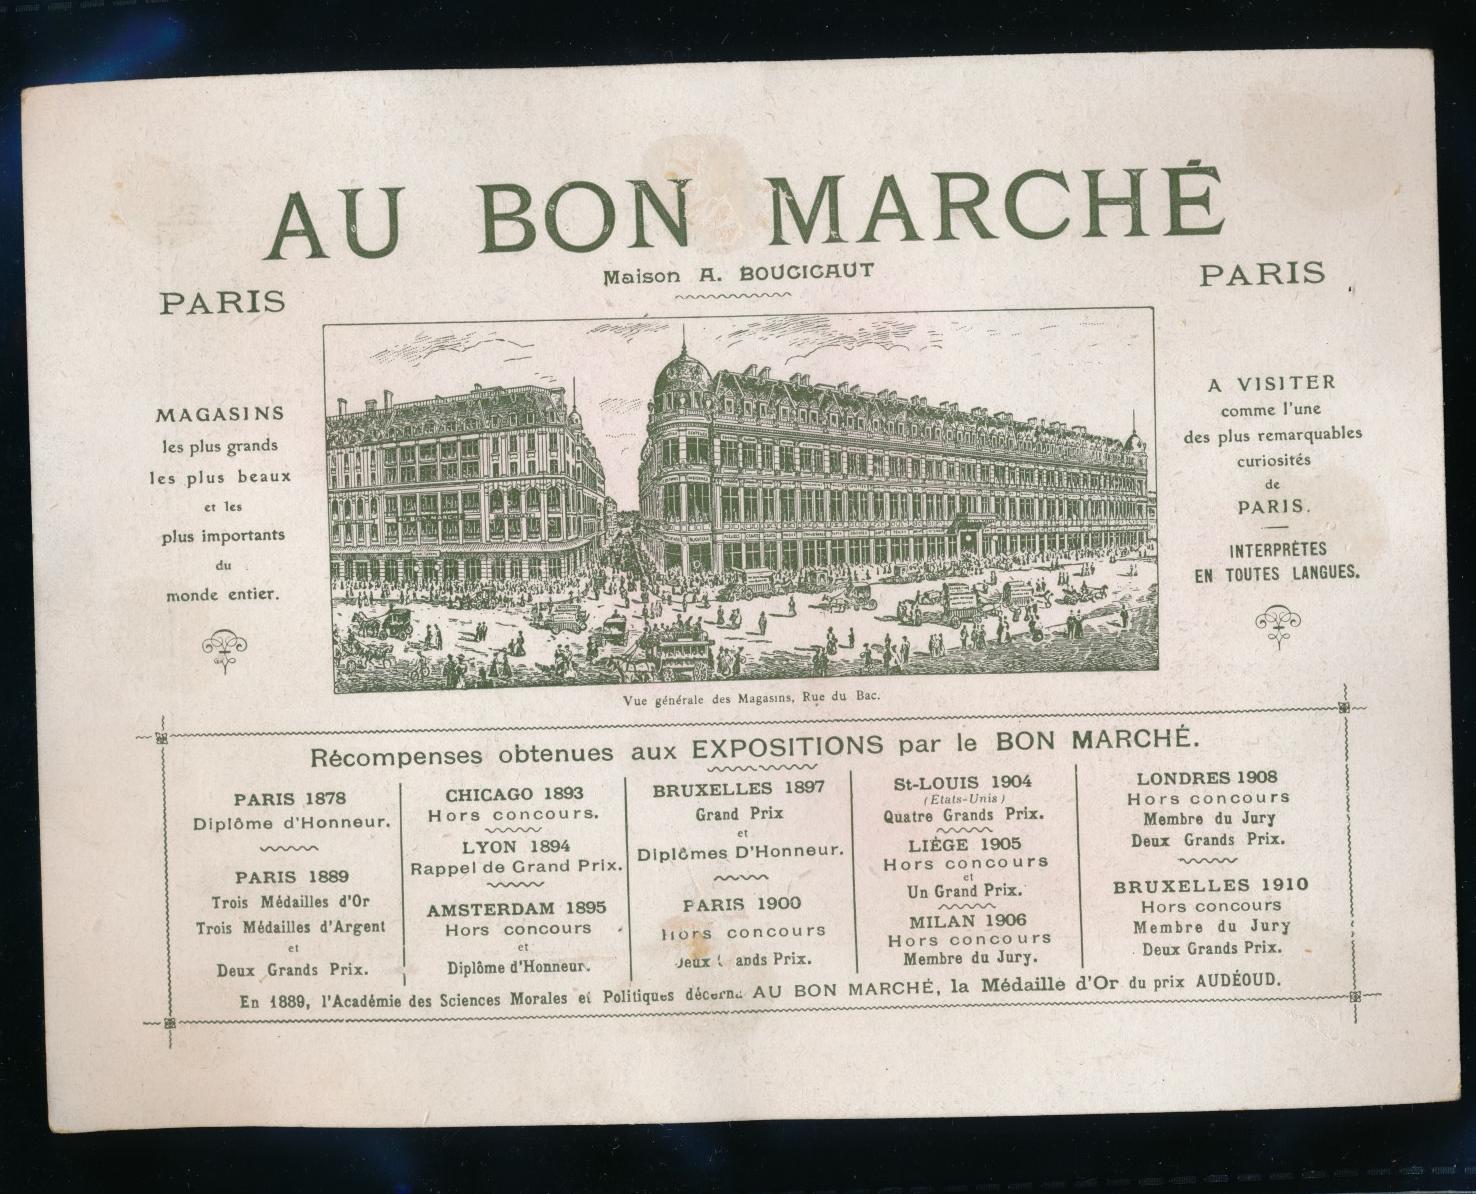 AU BON MARCHÉ
Maison A. BOUCICAUT
PARIS
PARIS
MAGASINS
les plus grands
les plus beaux
et les
plus importants
du
monde entier.
A VISITER
comme l'une
des plus remarquables
curiosités
de
PARIS.
INTERPRÈTES
EN TOUTES LANGUES.
Vue générale des Magasins, Rue du Bac.
Récompenses obtenues aux EXPOSITIONS par le BON MARCHÉ.
PARIS 1878
Diplôme d'Honneur.
PARIS 1889
Trois Médailles d'Or
Trois Médailles d'Argent
et
Deux Grands Prix.
CHICAGO 1893
Hors concours.
LYON 1894
Rappel de Grand Prix.
AMSTERDAM 1895
Hors concours
et
Diplôme d'Honneur.
BRUXELLES 1897
Grand Prix
et
Diplômes D'Honneur.
PARIS 1900
Hors concours
Deux Grands Prix.
St-LOUIS 1904
(Etats-Unis)
Quatre Grands Prix.
LIÈGE 1905
Hors concours
et
Un Grand Prix.
MILAN 1906
Hors concours
Membre du Jury.
LONDRES 1908
Hors concours
Membre du Jury
Deux Grands Prix.
BRUXELLES 1910
Hors concours
Membre du Jury
Deux Grands Prix.
En 1889, l'Académie des Sciences Morales et Politiques décerna AU BON MARCHÉ, la Médaille d'Or du prix AUDÉOUD.